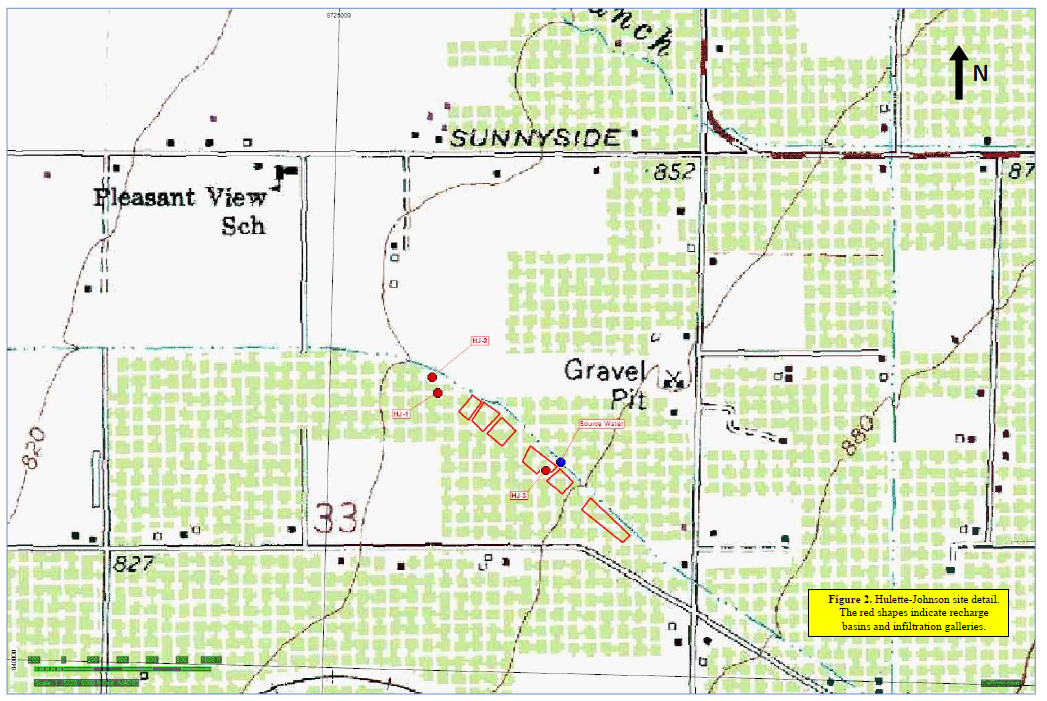 8725000
anch
N
SUNNYSIDE
852
87
Pleasant View
Sch
HJ-2
Gravel
Pit
HJ-1
Source Water
820
880
HJ-3
33
827
Figure 2. Hulette-Johnson site detail.
The red shapes indicate recharge
basins and infiltration galleries.